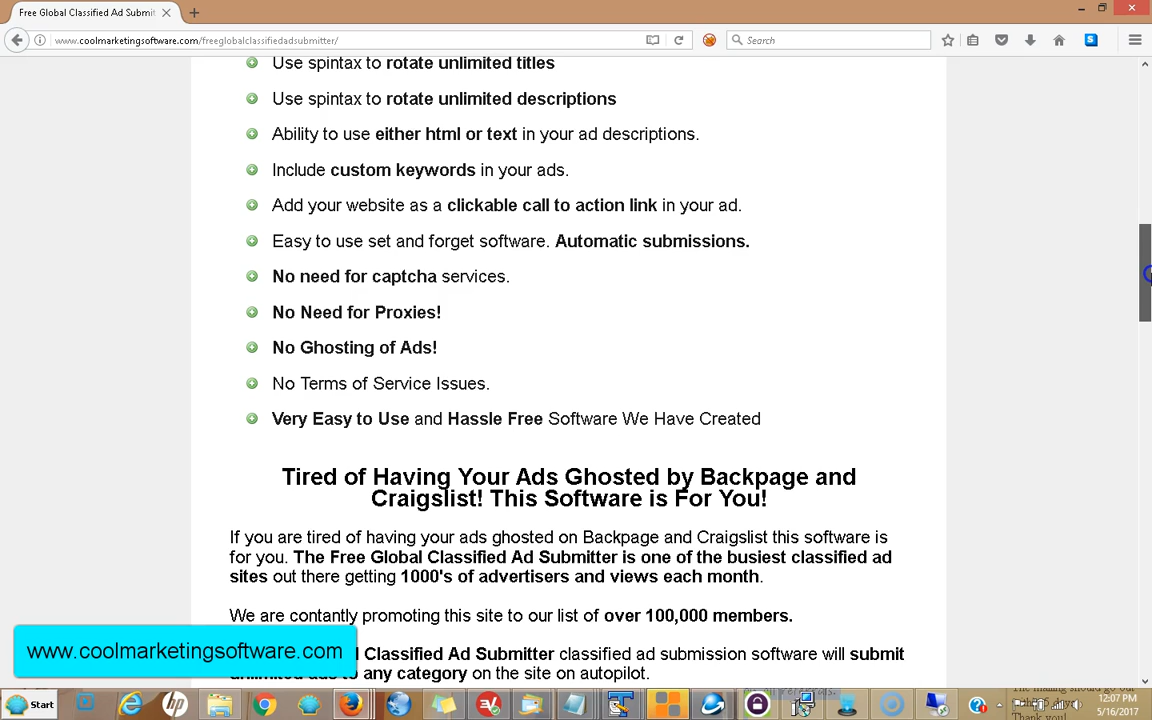 Free Global Classified Ad Submit
www.coolmarketingsoftware.com/freeglobalclassifiedadsubmitter/
Search
Use spintax to rotate unlimited titles
Use spintax to rotate unlimited descriptions
Ability to use either html or text in your ad descriptions.
Include custom keywords in your ads.
Add your website as a clickable call to action link in your ad.
Easy to use set and forget software. Automatic submissions.
No need for captcha services.
No Need for Proxies!
No Ghosting of Ads!
No Terms of Service Issues.
Very Easy to Use and Hassle Free Software We Have Created
Tired of Having Your Ads Ghosted by Backpage and
Craigslist! This Software is For You!
If you are tired of having your ads ghosted on Backpage and Craigslist this software is
for you. The Free Global Classified Ad Submitter is one of the busiest classified ad
sites out there getting 1000's of advertisers and views each month.
We are contantly promoting this site to our list of over 100,000 members.
Classified Ad Submitter classified ad submission software will submit
to any category on the site on autopilot.
www.coolmarketingsoftware.com
Start
12:07 PM
5/16/2017